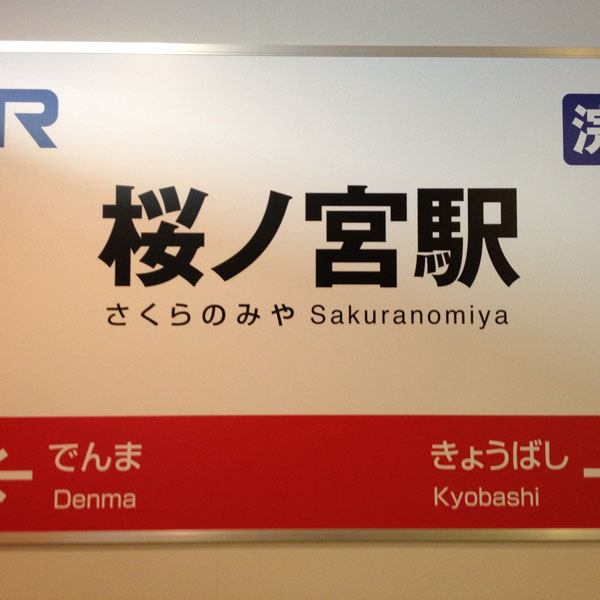 R
桜ノ宮駅
さくらのみや Sakuranomiya
でんま きょうばし
Denma Kyobashi